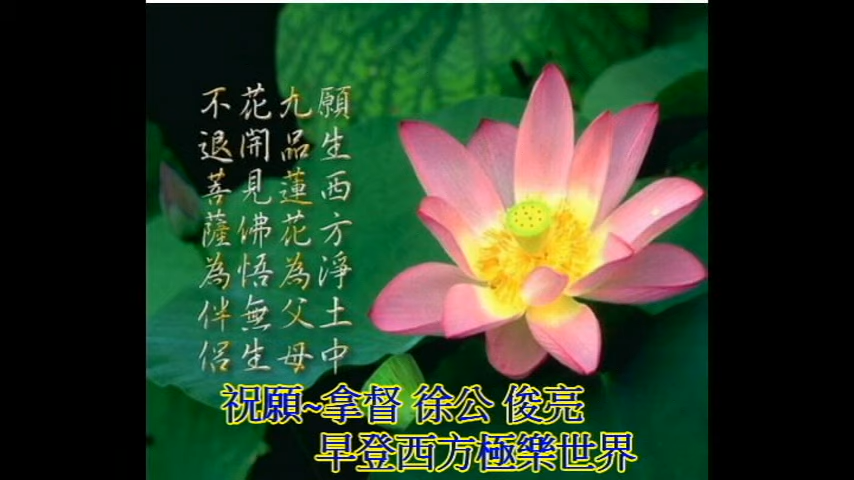 願生西方淨土中
九品蓮花為父母
花開見佛悟無生
不退菩薩為伴侶
祝願~拿督 徐公 俊亮
早登西方極樂世界